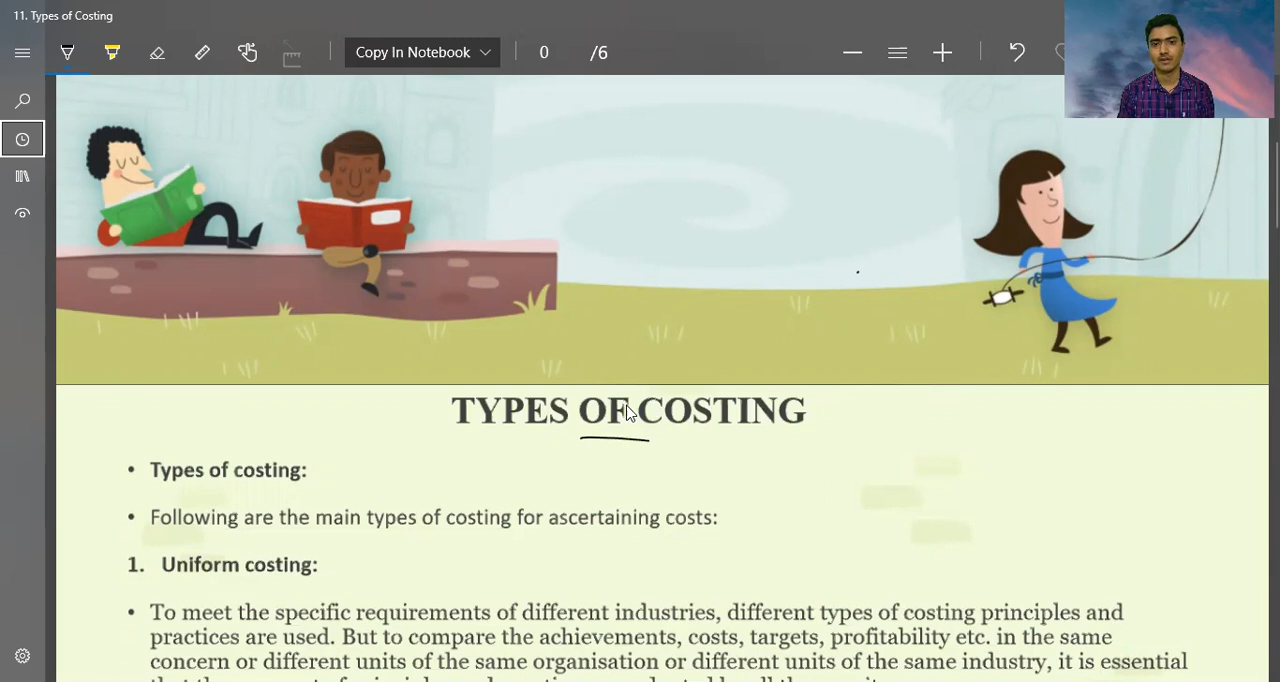 11. Types of Costing
Copy In Notebook
0 /6
TYPES OF COSTING
• Types of costing:
• Following are the main types of costing for ascertaining costs:
1. Uniform costing:
• To meet the specific requirements of different industries, different types of costing principles and
practices are used. But to compare the achievements, costs, targets, profitability etc. in the same
concern or different units of the same organisation or different units of the same industry, it is essential